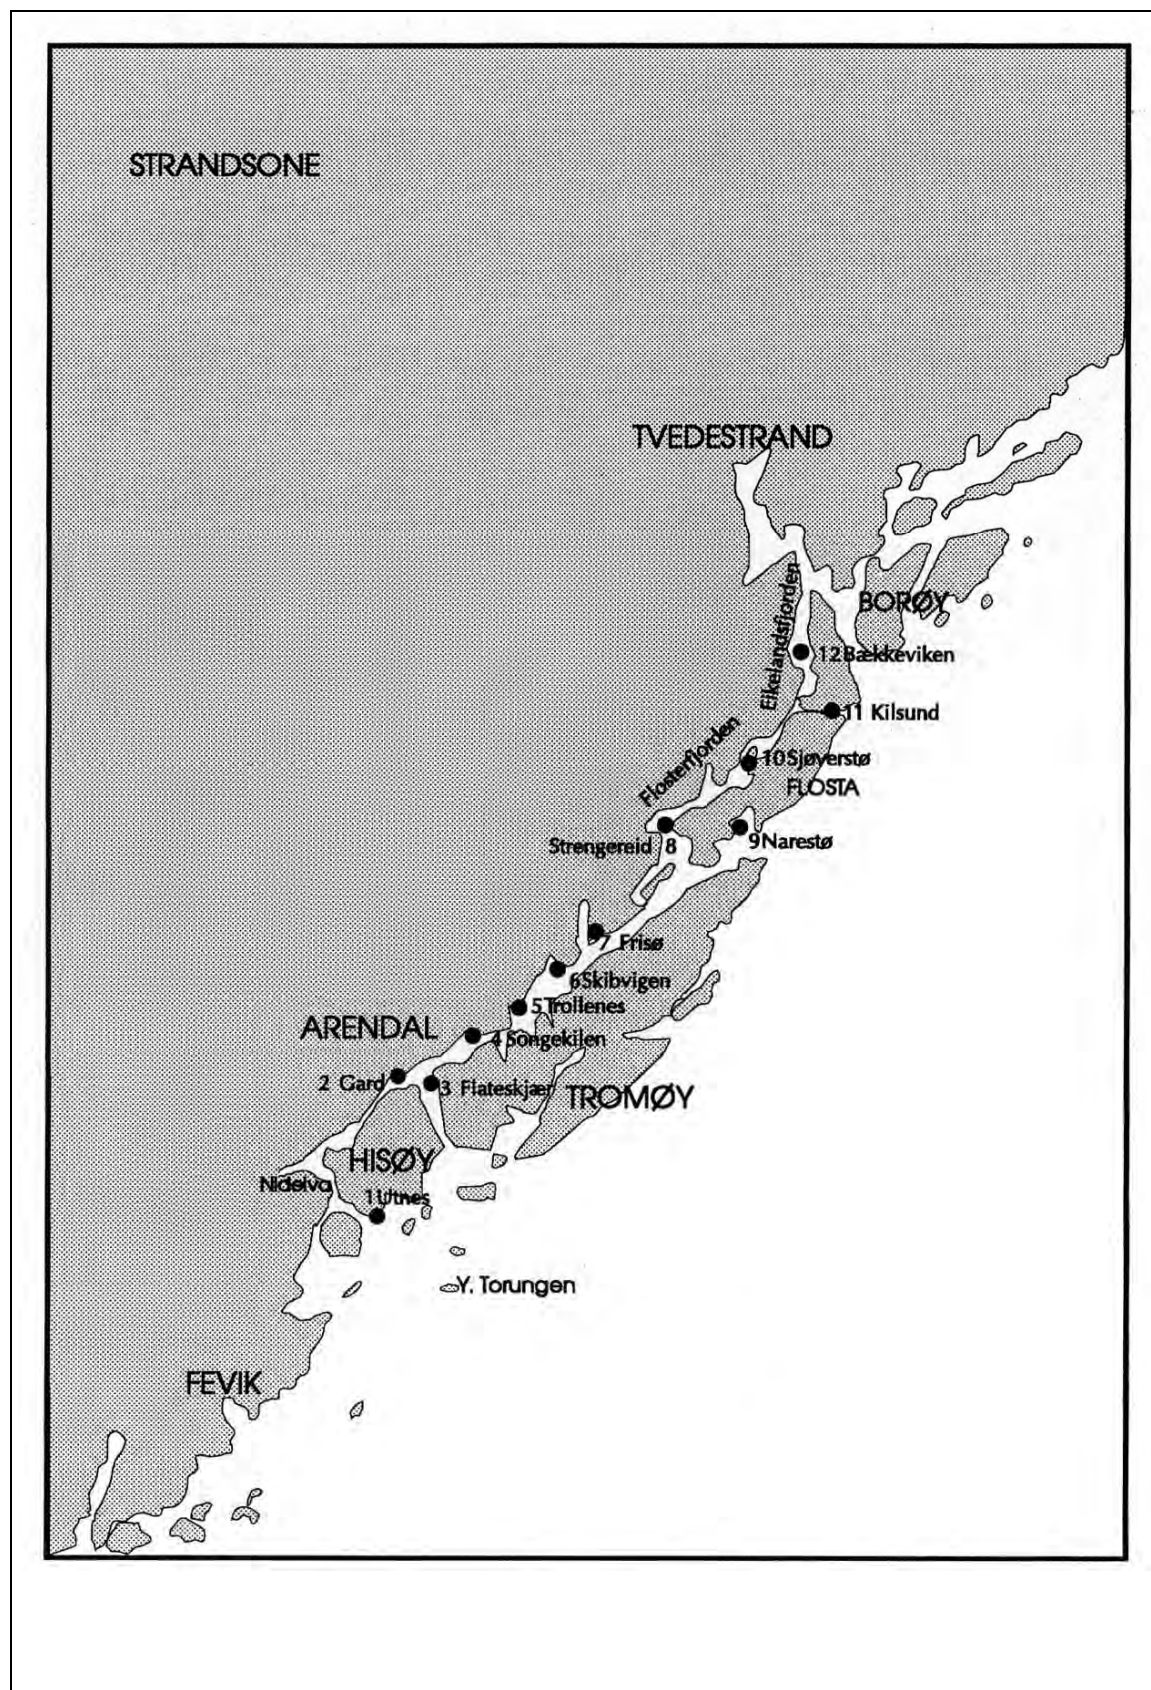 STRANDSONE
TVEDESTRAND
BORØY
Eikelandsfjorden
12 Bækkeviken
11 Kilsund
Flosterfjorden
10 Sjøverstø
FLOSTA
Strengereid 8
9 Narestø
7 Frisø
6 Skibvigen
5 Trollenes
ARENDAL
4 Songekilen
2 Gard
3 Flateskjær
TROMØY
HISØY
Nidelva
1 Utnes
Y. Torungen
FEVIK